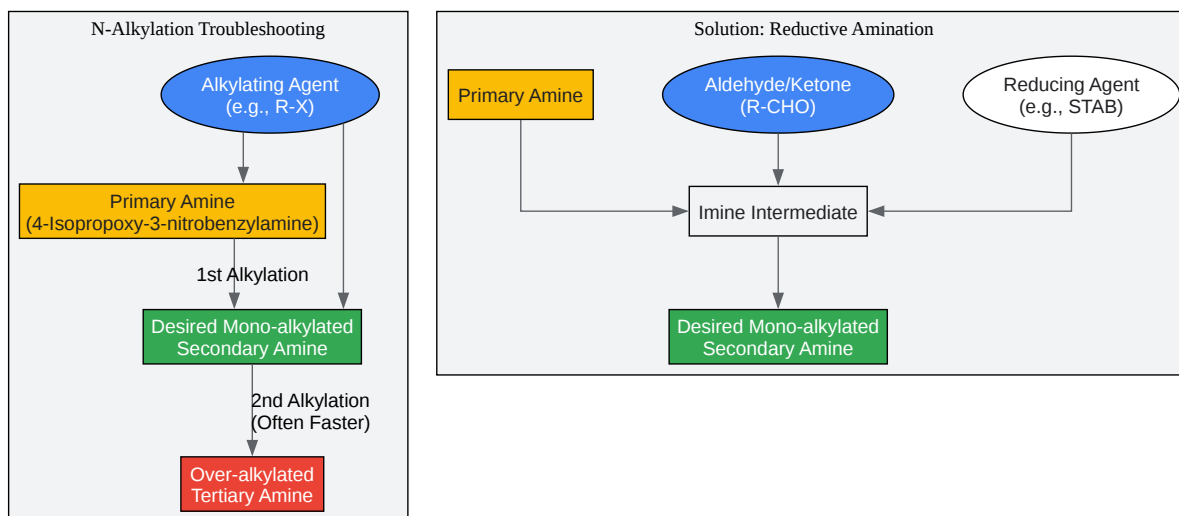 N-Alkylation Troubleshooting
Alkylating Agent
(e.g., R-X)
Primary Amine
(4-Isopropoxy-3-nitrobenzylamine)
1st Alkylation
Desired Mono-alkylated
Secondary Amine
2nd Alkylation
(Often Faster)
Over-alkylated
Tertiary Amine
Solution: Reductive Amination
Primary Amine
Aldehyde/Ketone
(R-CHO)
Reducing Agent
(e.g., STAB)
Imine Intermediate
Desired Mono-alkylated
Secondary Amine